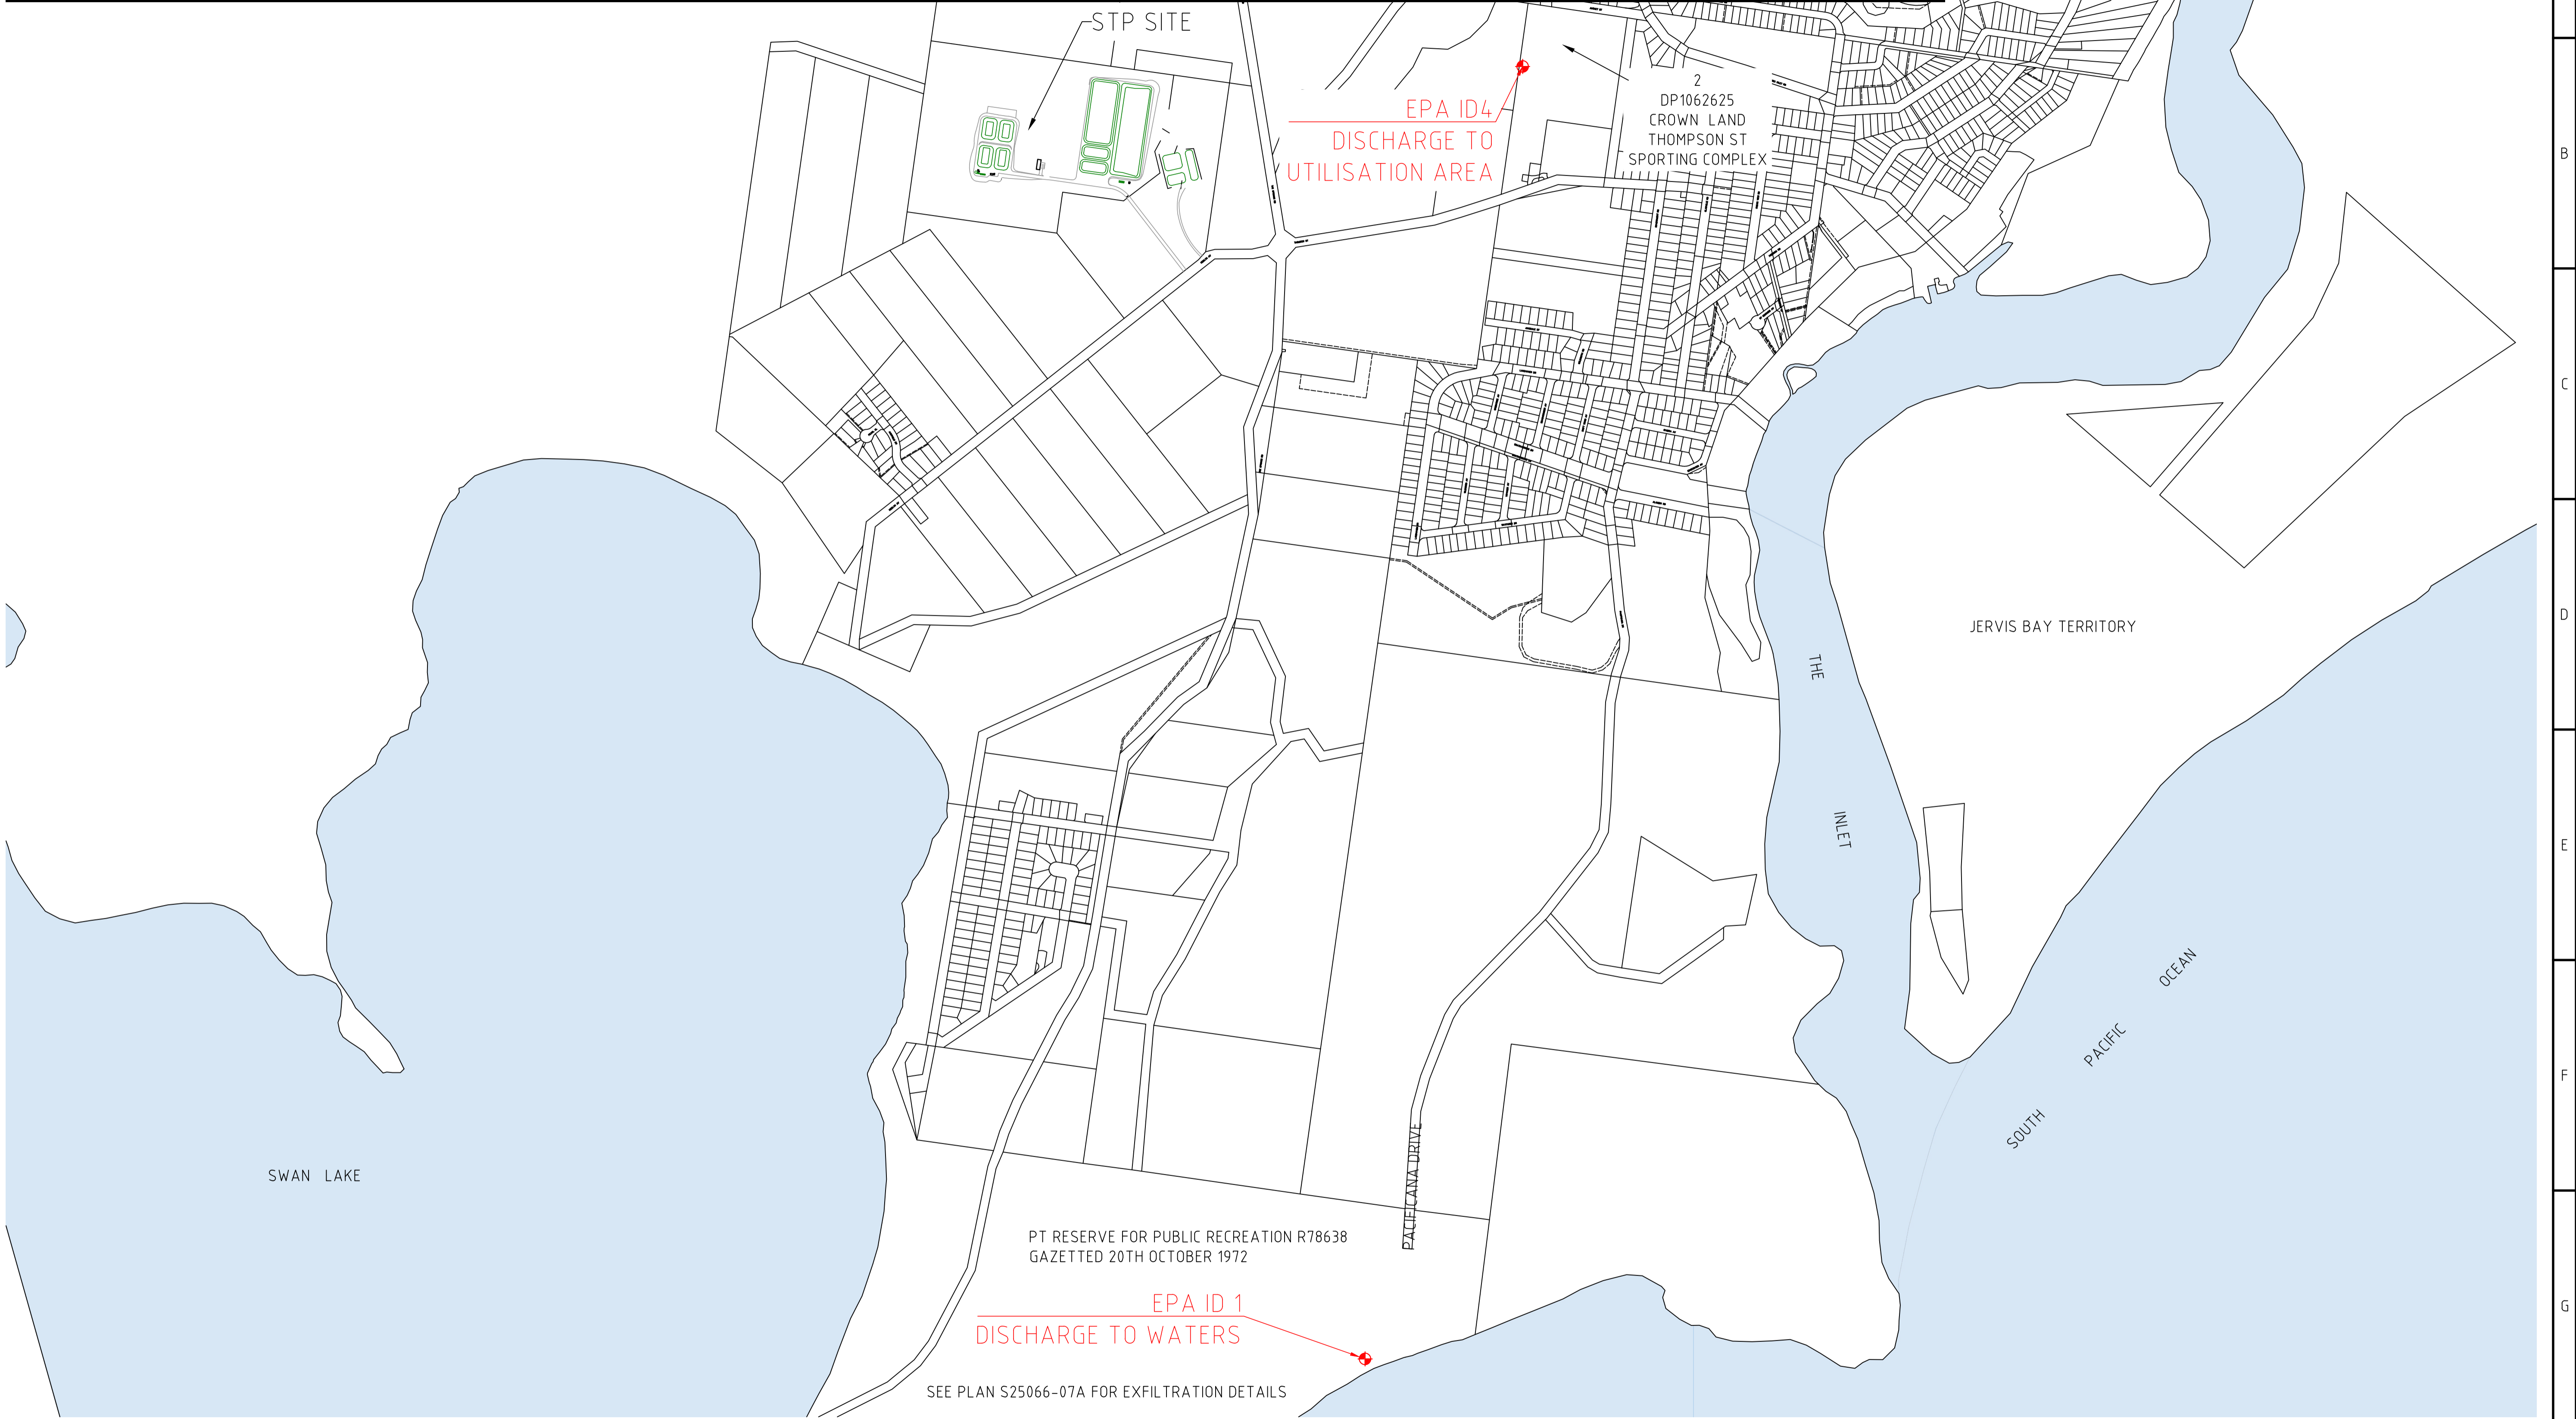 STP SITE
EPA ID4
DISCHARGE TO
UTILISATION AREA
2
DP1062625
CROWN LAND
THOMPSON ST
SPORTING COMPLEX
B
C
D
JERVIS BAY TERRITORY
THE
INLET
E
SOUTH PACIFIC OCEAN
F
SWAN LAKE
PACIFICANA DRIVE
PT RESERVE FOR PUBLIC RECREATION R78638
GAZETTED 20TH OCTOBER 1972
EPA ID 1
DISCHARGE TO WATERS
G
SEE PLAN S25066-07A FOR EXFILTRATION DETAILS